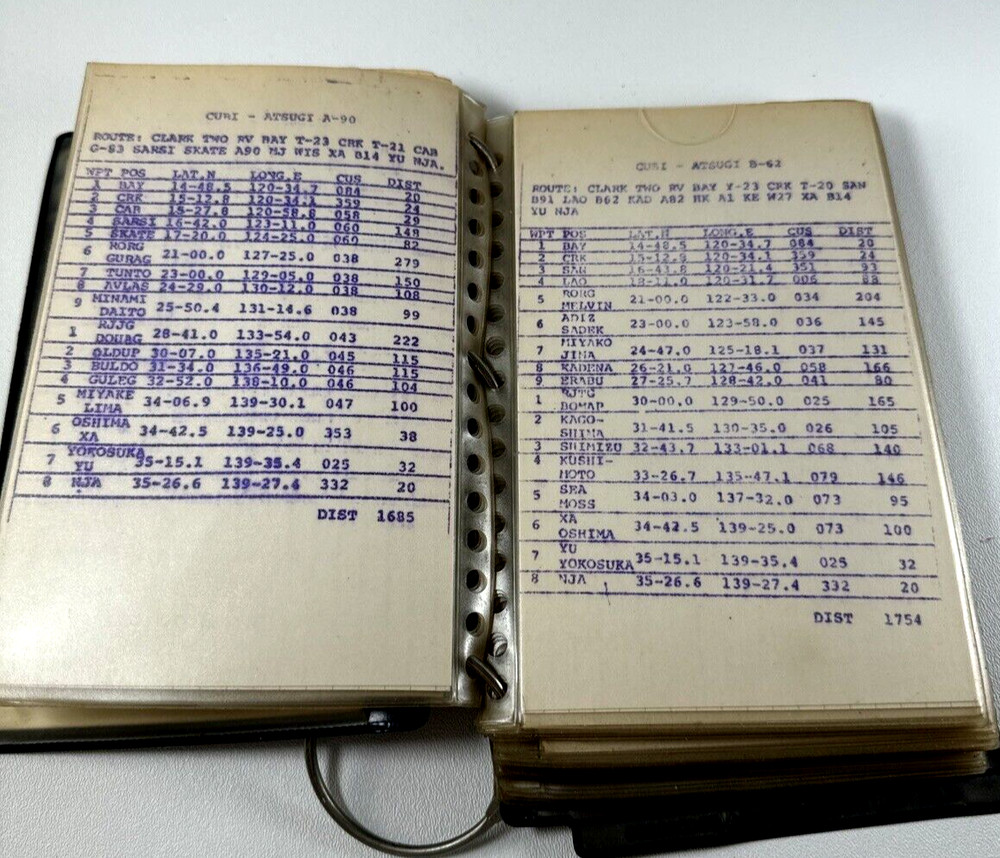 CUBI - ATSUGI A-90
ROUTE: CLARK TWO RV BAY T-23 CRK T-21 CAB
G-83 SARSI SKATE A90 MJ WIS XA B14 YU NJA.
WPT POS LAT.N LONG.E CUS DIST
1 BAY 14-48.5 120-34.7 084 20
2 CRK 15-12.8 120-34.1 359 24
3 CAB 15-27.8 120-58.8 058 29
4 SARSI 16-42.0 123-11.0 060 148
5 SKATE 17-20.0 124-25.0 060 82
6 RORG
GURAG 21-00.0 127-25.0 038 279
7 TUNTO 23-00.0 129-05.0 038 150
8 AVLAS 24-29.0 130-12.0 038 108
9 MINAMI
DAITO 25-50.4 131-14.6 038 99
RJJG
1 DOUAG 28-41.0 133-54.0 043 222
2 OLDUP 30-07.0 135-21.0 045 115
3 BULDO 31-34.0 136-49.0 046 115
4 GULEG 32-52.0 138-10.0 046 104
5 MIYAKE
LIMA 34-06.9 139-30.1 047 100
6 OSHIMA
XA 34-42.5 139-25.0 353 38
7 YOKOSUKA
YU 35-15.1 139-35.4 025 32
8 NJA 35-26.6 139-27.4 332 20
DIST 1685
CUBI - ATSUGI B-62
ROUTE: CLARK TWO RV BAY Y-23 CRK T-20 SAN
B91 LAO B62 KAD A82 HK A1 KE W27 XA B14
YU NJA
WPT POS LAT.N LONG.E CUS DIST
1 BAY 14-48.5 120-34.7 084 20
2 CRK 15-12.8 120-34.1 359 24
3 SAN 16-41.8 120-21.4 351 93
4 LAO 18-11.0 120-31.7 006 88
5 RORG
MELVIN 21-00.0 122-33.0 034 204
6 ADIZ
SADEK 23-00.0 123-58.0 036 145
7 MIYAKO
JIMA 24-47.0 125-18.1 037 131
8 KADENA 26-21.0 127-46.0 058 166
9 ERABU 27-25.7 128-42.0 041 80
RJTG
1 BOMAP 30-00.0 129-50.0 025 165
2 KAGO-
SHIMA 31-41.5 130-35.0 026 105
3 SHIMIZU 32-43.7 133-01.1 068 140
4 KUSHI-
MOTO 33-26.7 135-47.1 079 146
5 SEA
MOSS 34-03.0 137-32.0 073 95
6 XA
OSHIMA 34-42.5 139-25.0 073 100
7 YU
YOKOSUKA 35-15.1 139-35.4 025 32
8 NJA 35-26.6 139-27.4 332 20
DIST 1754